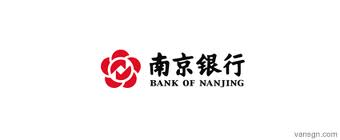 南京银行
BANK OF NANJING
vansgn.com